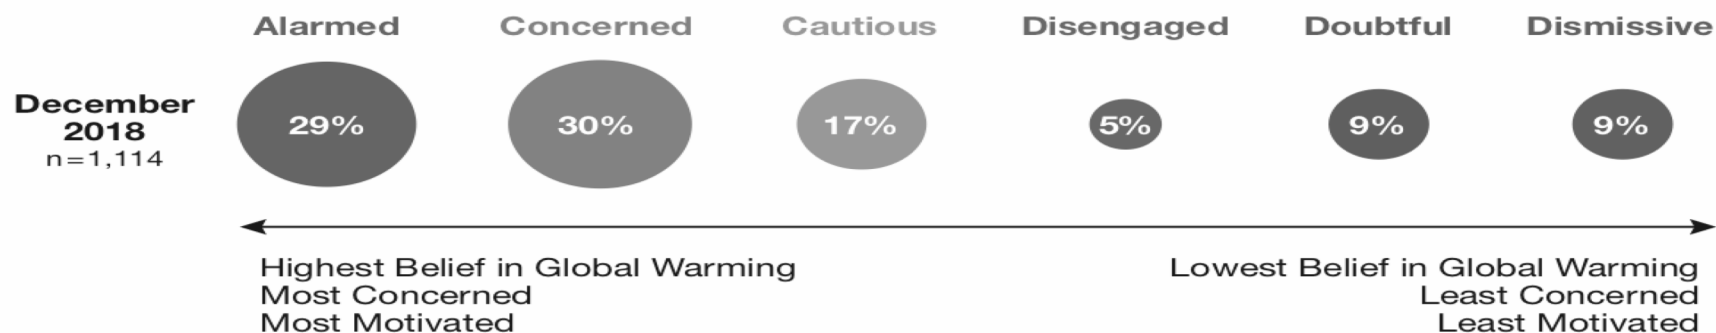 Alarmed Concerned Cautious Disengaged Doubtful Dismissive
December
2018
n=1,114
29% 30% 17% 5% 9% 9%
Highest Belief in Global Warming
Most Concerned
Most Motivated
Lowest Belief in Global Warming
Least Concerned
Least Motivated